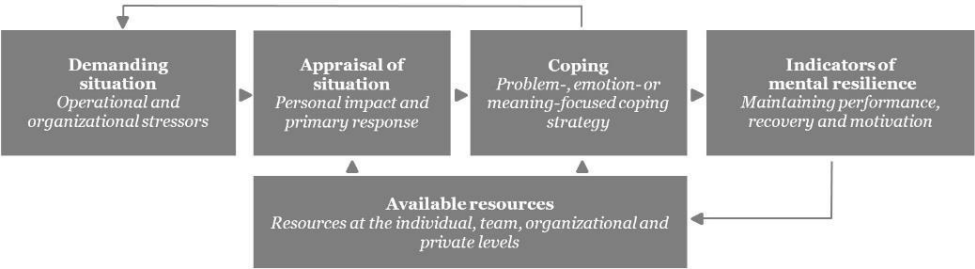 Demanding
situation
Operational and
organizational stressors
Appraisal of
situation
Personal impact and
primary response
Coping
Problem-, emotion- or
meaning-focused coping
strategy
Indicators of
mental resilience
Maintaining performance,
recovery and motivation
Available resources
Resources at the individual, team, organizational and
private levels